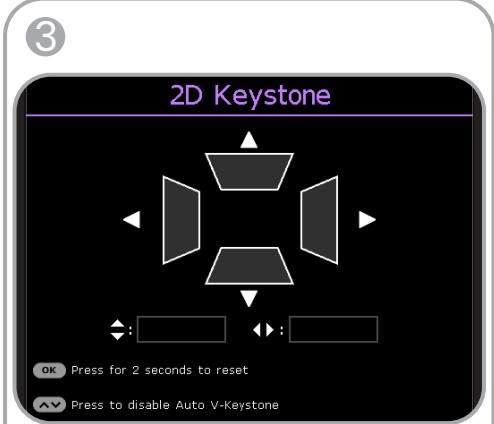 3
2D Keystone
: :
OK Press for 2 seconds to reset
Press to disable Auto V-Keystone